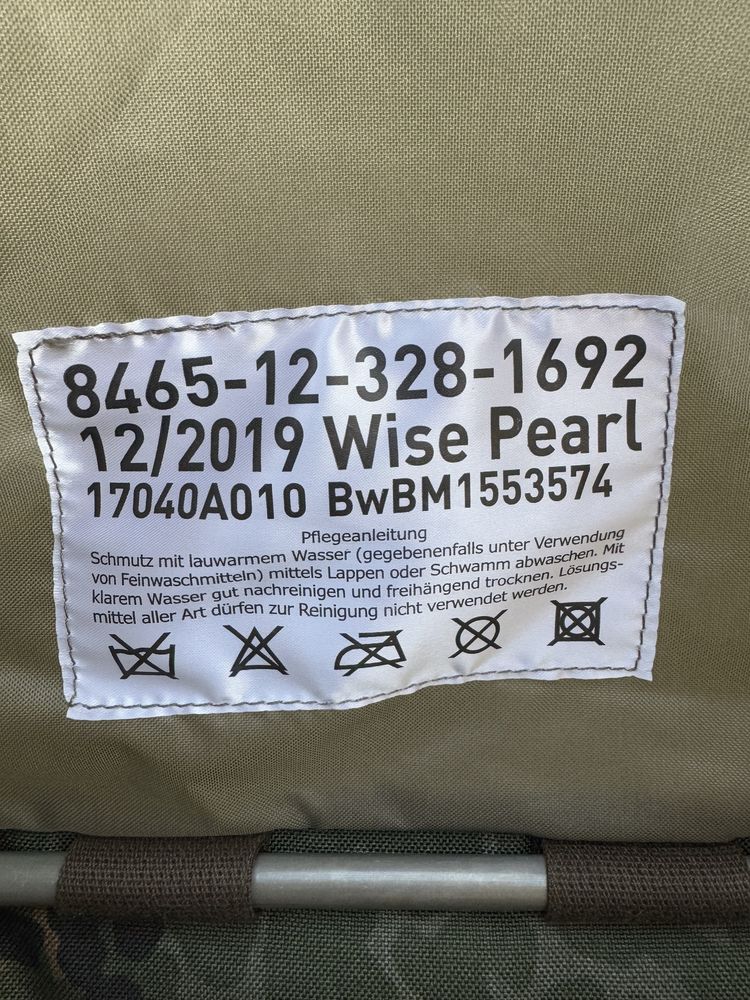 8465-12-328-1692
12/2019 Wise Pearl
17040A010 BwBM1553574
Pflegeanleitung
Schmutz mit lauwarmem Wasser (gegebenenfalls unter Verwendung
von Feinwaschmitteln) mittels Lappen oder Schwamm abwaschen. Mit
klarem Wasser gut nachreinigen und freihängend trocknen. Lösungs-
mittel aller Art dürfen zur Reinigung nicht verwendet werden.